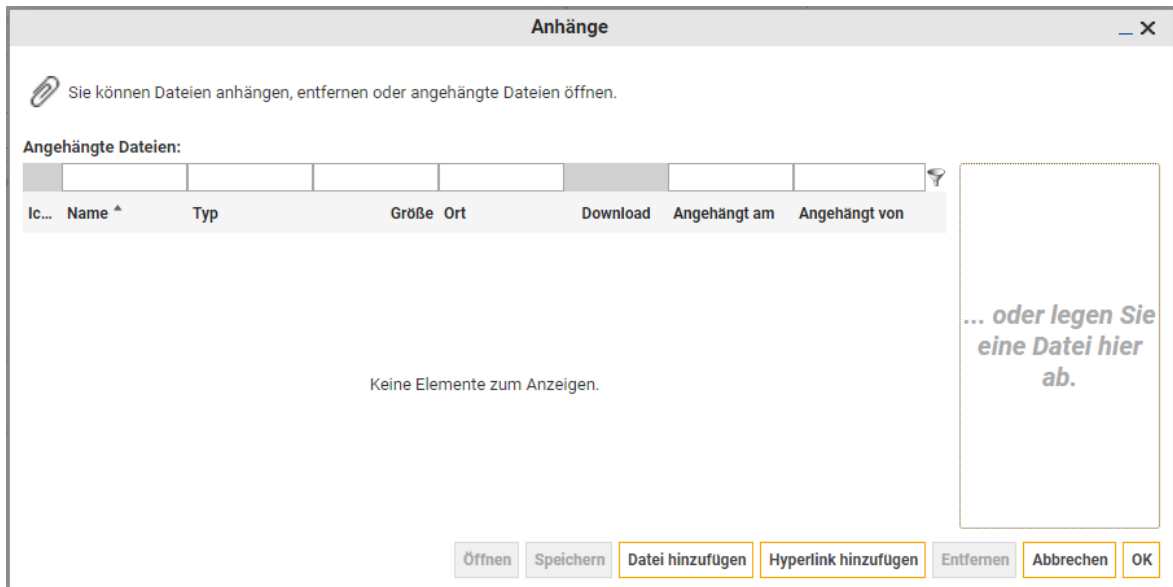 Anhänge
Sie können Dateien anhängen, entfernen oder angehängte Dateien öffnen.
Angehängte Dateien:
Ic... Name Typ Größe Ort Download Angehängt am Angehängt von
Keine Elemente zum Anzeigen.
... oder legen Sie
eine Datei hier
ab.
Öffnen Speichern Datei hinzufügen Hyperlink hinzufügen Entfernen Abbrechen OK